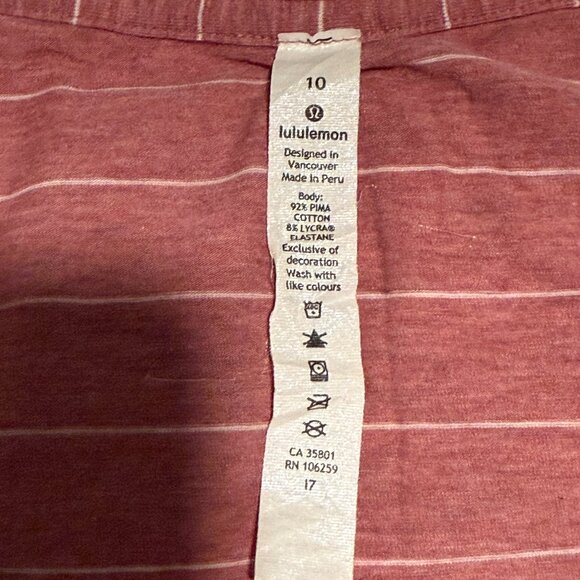 10
lululemon
Designed in
Vancouver
Made in Peru
Body:
92% PIMA
COTTON
8% LYCRA®
ELASTANE
Exclusive of
decoration
Wash with
like colours
CA 35801
RN 106259
17